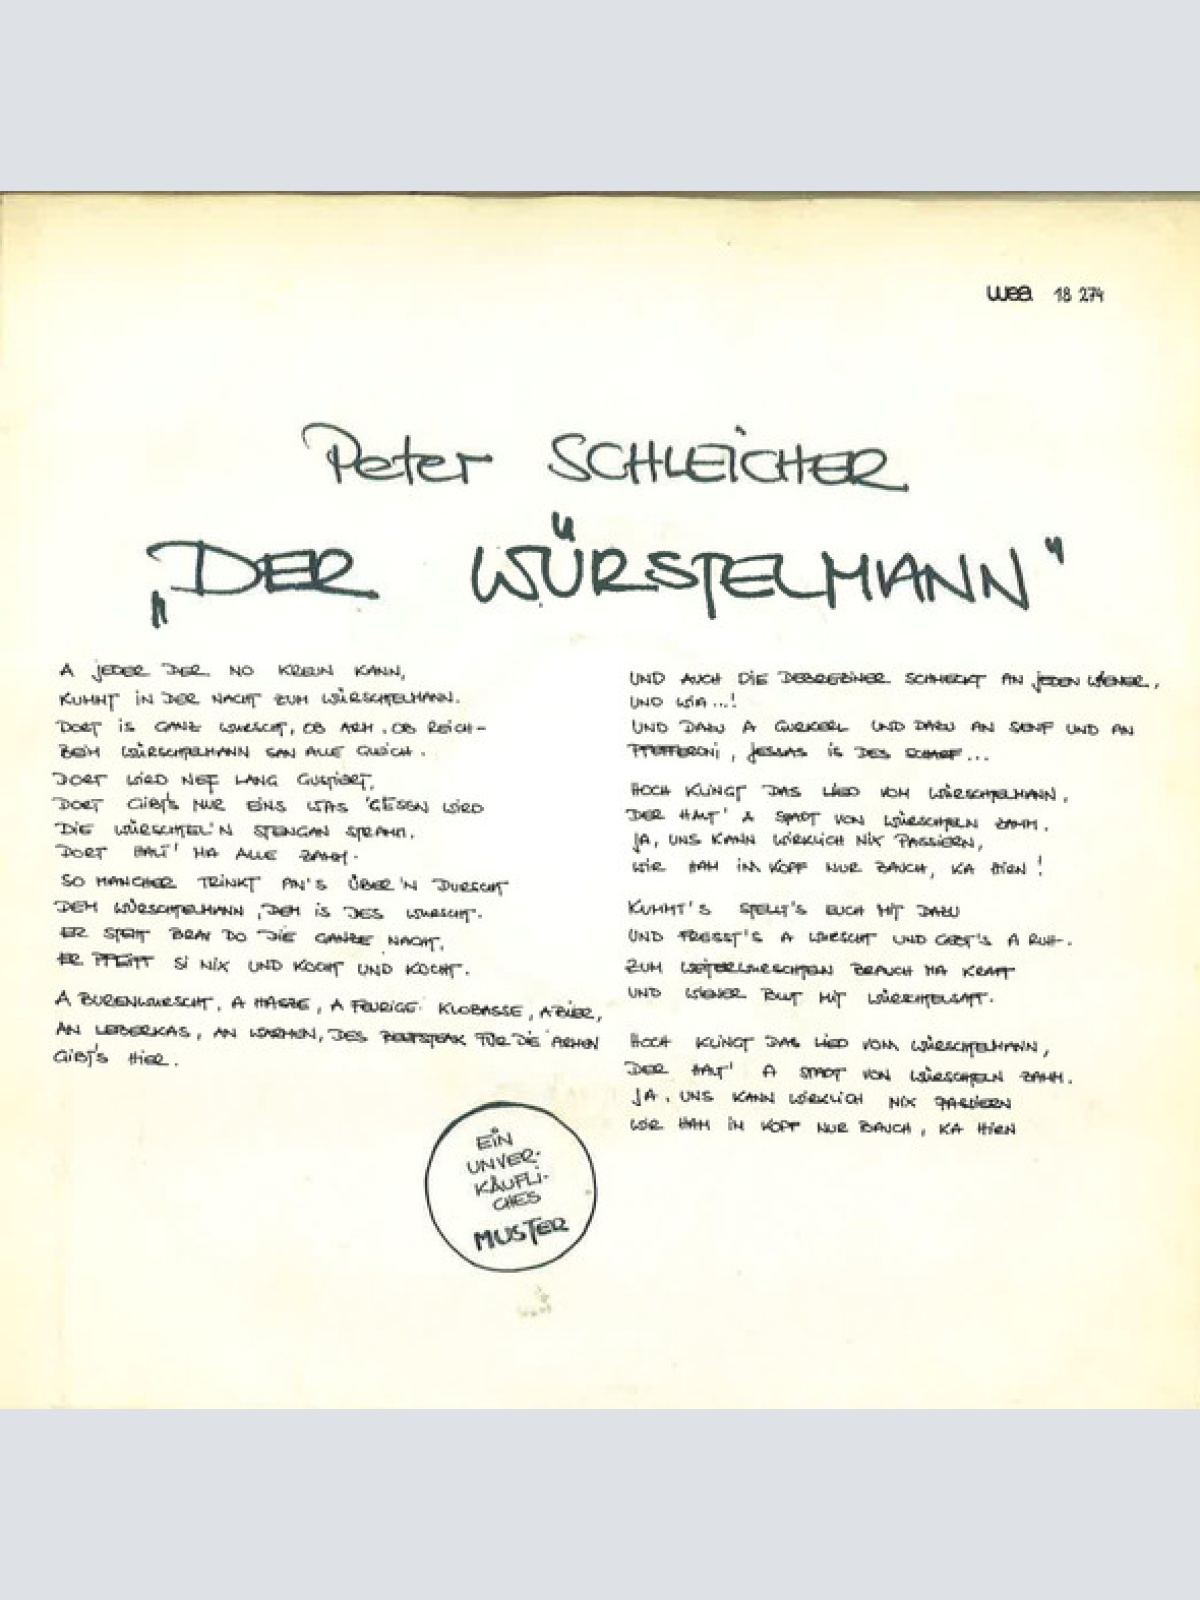 wea 18 274
Peter SCHLEICHER
„DER WÜRSTELMANN"
A JEDER DER NO KREUN KANN,
KUMMT IN DER NACHT ZUM WÜRSCHTELMANN.
DORT IS GANZ WURSCHT, OB ARM, OB REICH-
BEIM WÜRSCHTELMANN SAN ALLE GLEICH.
DORT WIRD NET LANG GUSTIERT,
DORT GIBT'S NUR EINS WAS 'GESSN WIRD
DIE WÜRSCHTEL'N STENGAN STRAMM,
DORT HALT' MA ALLE ZAMM.
SO MANCHER TRINKT AN'S ÜBER'N DURSCHT
DEM WÜRSCHTELMANN, DEM IS DES WURSCHT.
ER STEHT BRAV DO DIE GANZE NACHT,
ER PFEIFT SI NIX UND KOCHT UND KOCHT.
A BURENWURSCHT, A HASSE, A FEURIGE KLOBASSE, A BIER,
AN LEBERKAS, AN WARMEN, DES BEEFSTEAK FÜR DIE ARMEN
GIBT'S HIER.
UND AUCH DIE DEBREZINER SCHMECKT AN JEDEN WIENER,
UND WIA...!
UND DAZU A GURKERL UND DAZU AN SENF UND AN
PFEFFERONI, JESSAS IS DES SCHARF...
HOCH KLINGT DAS LIED VOM WÜRSCHTELMANN,
DER HALT' A STADT VON WÜRSCHTELN ZAMM.
JA, UNS KANN WIRKLICH NIX PASSIERN,
WIR HAM IM KOPF NUR BAUCH, KA HIRN!
KUMMT'S STELLT'S EUCH MIT DAZU
UND FRESST'S A WURSCHT UND GEBT'S A RUH.
ZUM WEITERWURSCHTELN BRAUCH MA KRAFT
UND WIENER BLUT MIT WÜRSCHTELSAFT.
HOCH KLINGT DAS LIED VOM WÜRSCHTELMANN,
DER HALT' A STADT VON WÜRSCHTELN ZAMM.
JA, UNS KANN WIRKLICH NIX PASSIERN
WIR HAM IM KOPF NUR BAUCH, KA HIRN
EIN
UNVER-
KÄUFLI-
CHES
MUSTER